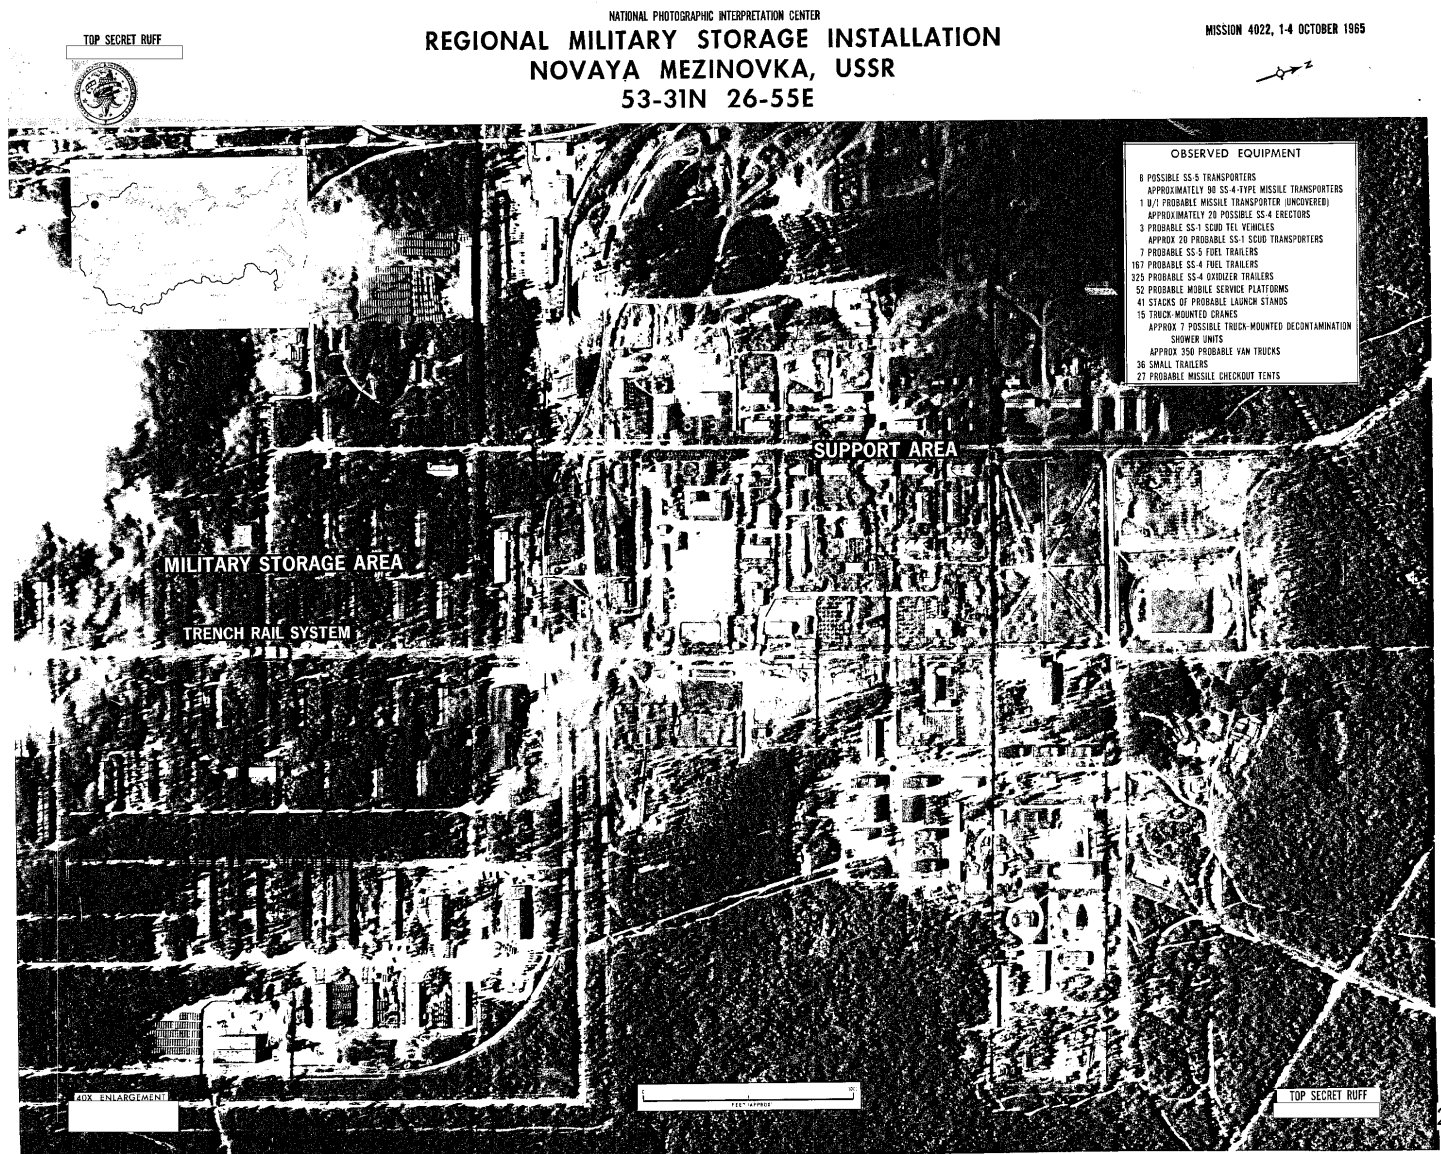 NATIONAL PHOTOGRAPHIC INTERPRETATION CENTER
TOP SECRET RUFF
REGIONAL MILITARY STORAGE INSTALLATION
NOVAYA MEZINOVKA, USSR
53-31N 26-55E
MISSION 4022, 1-4 OCTOBER 1965
N
OBSERVED EQUIPMENT
8 POSSIBLE SS-5 TRANSPORTERS
APPROXIMATELY 90 SS-4-TYPE MISSILE TRANSPORTERS
1 U/I PROBABLE MISSILE TRANSPORTER (UNCOVERED)
APPROXIMATELY 20 POSSIBLE SS-4 ERECTORS
3 PROBABLE SS-1 SCUD TEL VEHICLES
APPROX 20 PROBABLE SS-1 SCUD TRANSPORTERS
7 PROBABLE SS-5 FUEL TRAILERS
167 PROBABLE SS-4 FUEL TRAILERS
325 PROBABLE SS-4 OXIDIZER TRAILERS
52 PROBABLE MOBILE SERVICE PLATFORMS
41 STACKS OF PROBABLE LAUNCH STANDS
15 TRUCK-MOUNTED CRANES
APPROX 7 POSSIBLE TRUCK-MOUNTED DECONTAMINATION
SHOWER UNITS
APPROX 350 PROBABLE VAN TRUCKS
36 SMALL TRAILERS
27 PROBABLE MISSILE CHECKOUT TENTS
SUPPORT AREA
MILITARY STORAGE AREA
TRENCH RAIL SYSTEM
40X ENLARGEMENT
FEET (APPROX)
TOP SECRET RUFF